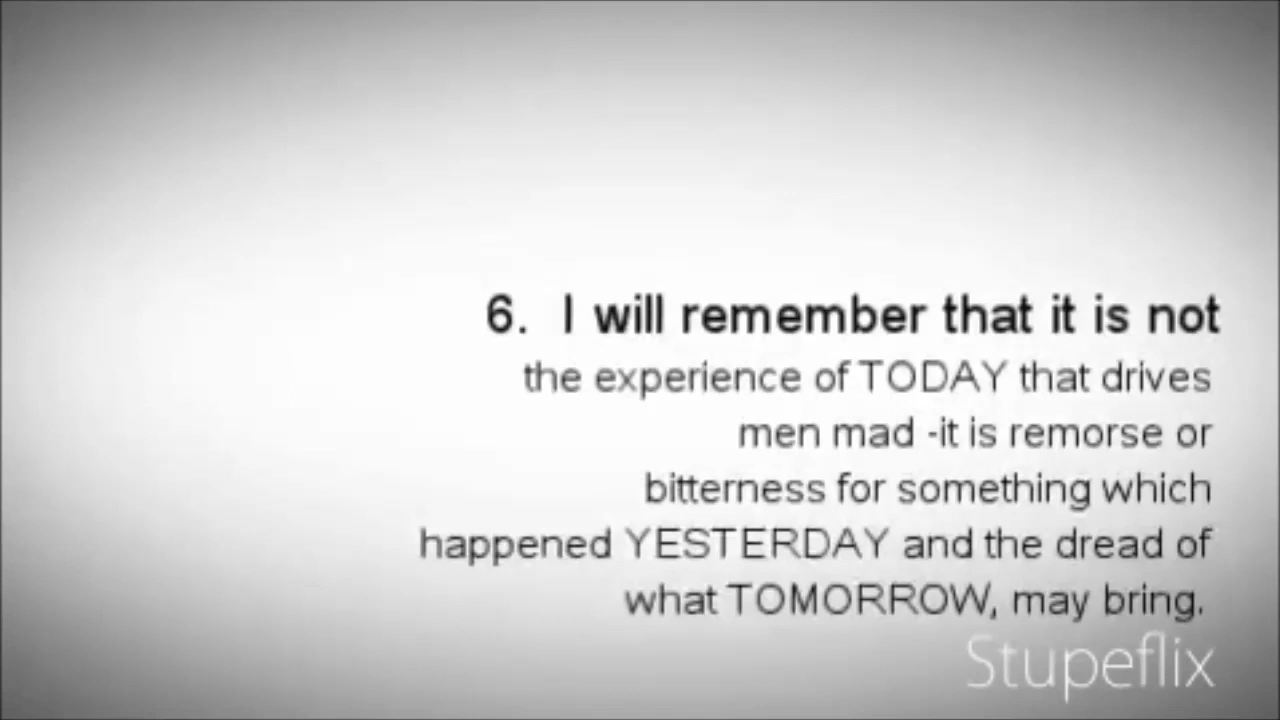 6. I will remember that it is not
the experience of TODAY that drives
men mad -it is remorse or
bitterness for something which
happened YESTERDAY and the dread of
what TOMORROW, may bring.
Stupeflix